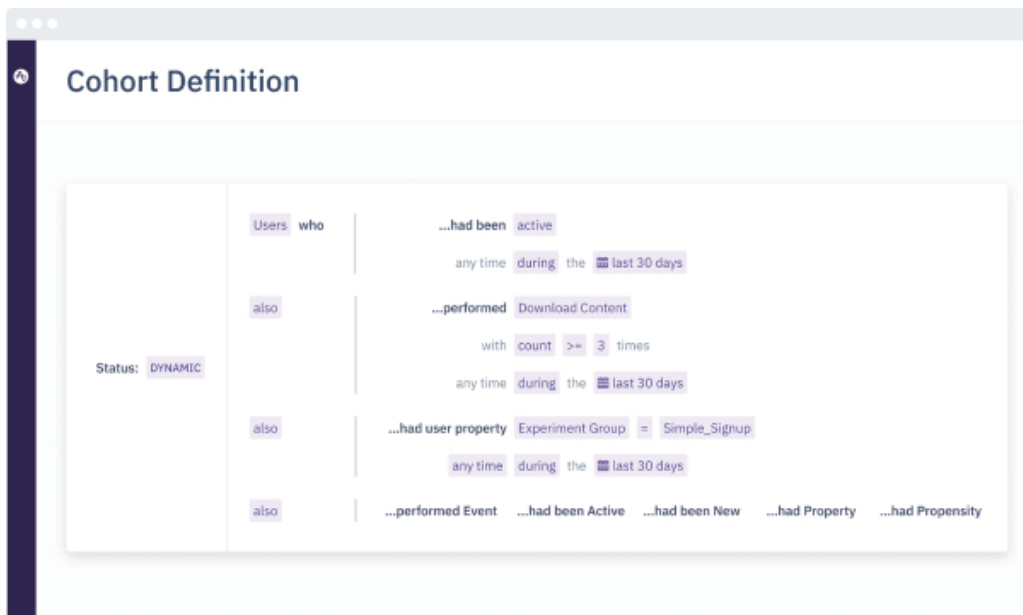 Cohort Definition
Users who ...had been active
any time during the last 30 days
also ...performed Download Content
with count >= 3 times
Status: DYNAMIC
any time during the last 30 days
also ...had user property Experiment Group = Simple_Signup
any time during the last 30 days
also ...performed Event ...had been Active ...had been New ...had Property ...had Propensity